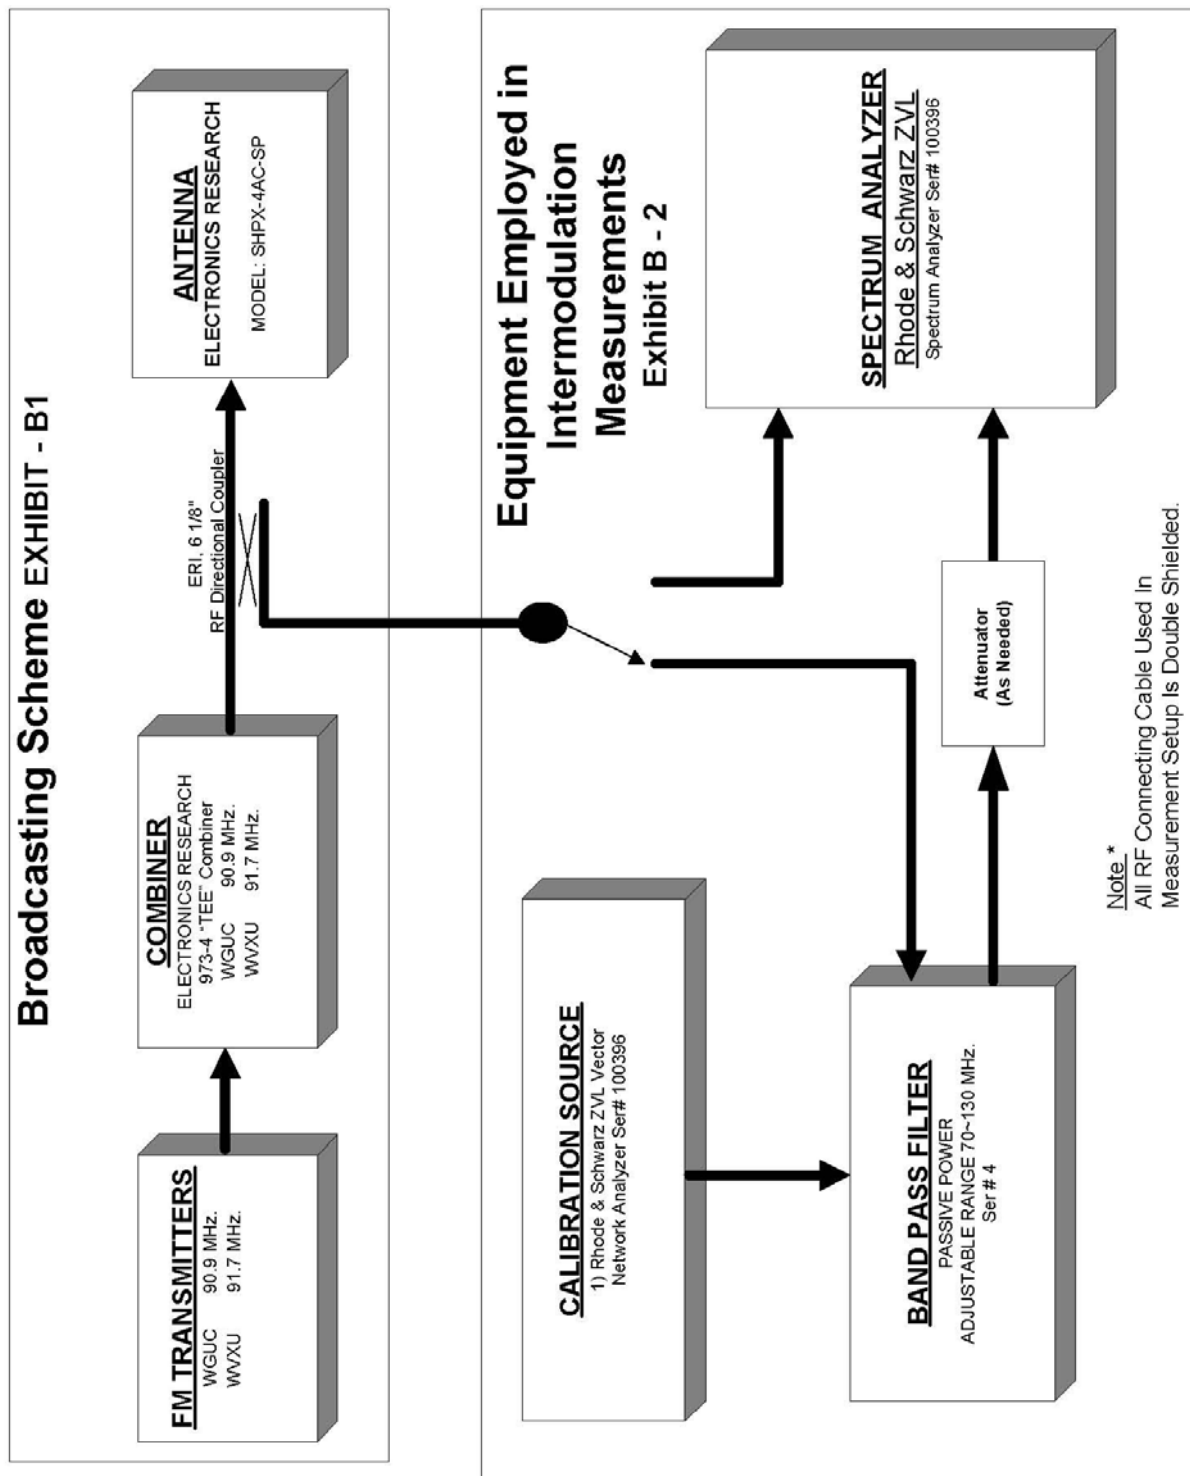 Broadcasting Scheme EXHIBIT - B1
FM TRANSMITTERS
WGUC 90.9 MHz.
WVXU 91.7 MHz.
COMBINER
ELECTRONICS RESEARCH
973-4 "TEE" Combiner
WGUC 90.9 MHz.
WVXU 91.7 MHz.
ERI, 6 1/8"
RF Directional Coupler
ANTENNA
ELECTRONICS RESEARCH
MODEL: SHPX-4AC-SP
Equipment Employed in
Intermodulation
Measurements
Exhibit B - 2
CALIBRATION SOURCE
1) Rhode & Schwarz ZVL Vector
Network Analyzer Ser# 100396
BAND PASS FILTER
PASSIVE POWER
ADJUSTABLE RANGE 70~130 MHz.
Ser # 4
Attenuator
(As Needed)
SPECTRUM ANALYZER
Rhode & Schwarz ZVL
Spectrum Analyzer Ser# 100396
Note *
All RF Connecting Cable Used In
Measurement Setup Is Double Shielded.